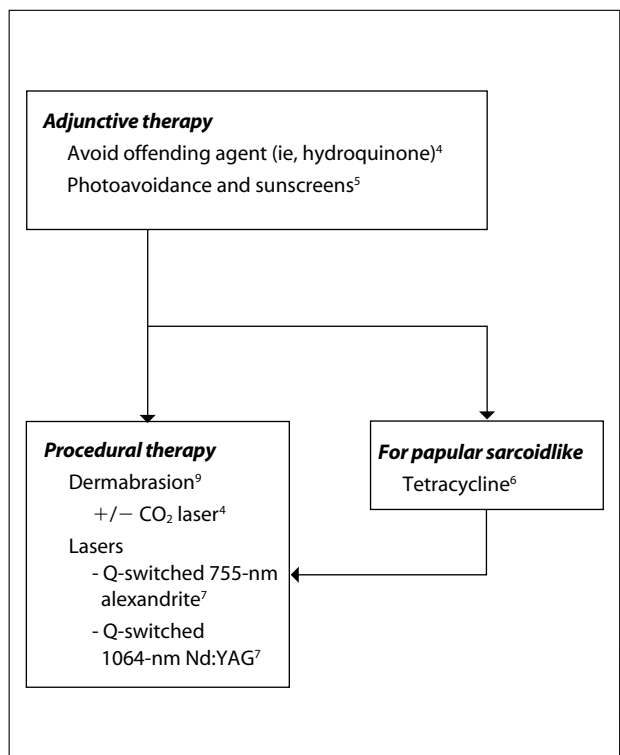 Adjunctive therapy
Avoid offending agent (ie, hydroquinone)⁴
Photoavoidance and sunscreens⁵
Procedural therapy
Dermabrasion⁹
+/− CO₂ laser⁴
Lasers
- Q-switched 755-nm
alexandrite⁷
- Q-switched
1064-nm Nd:YAG⁷
For papular sarcoidlike
Tetracycline⁶